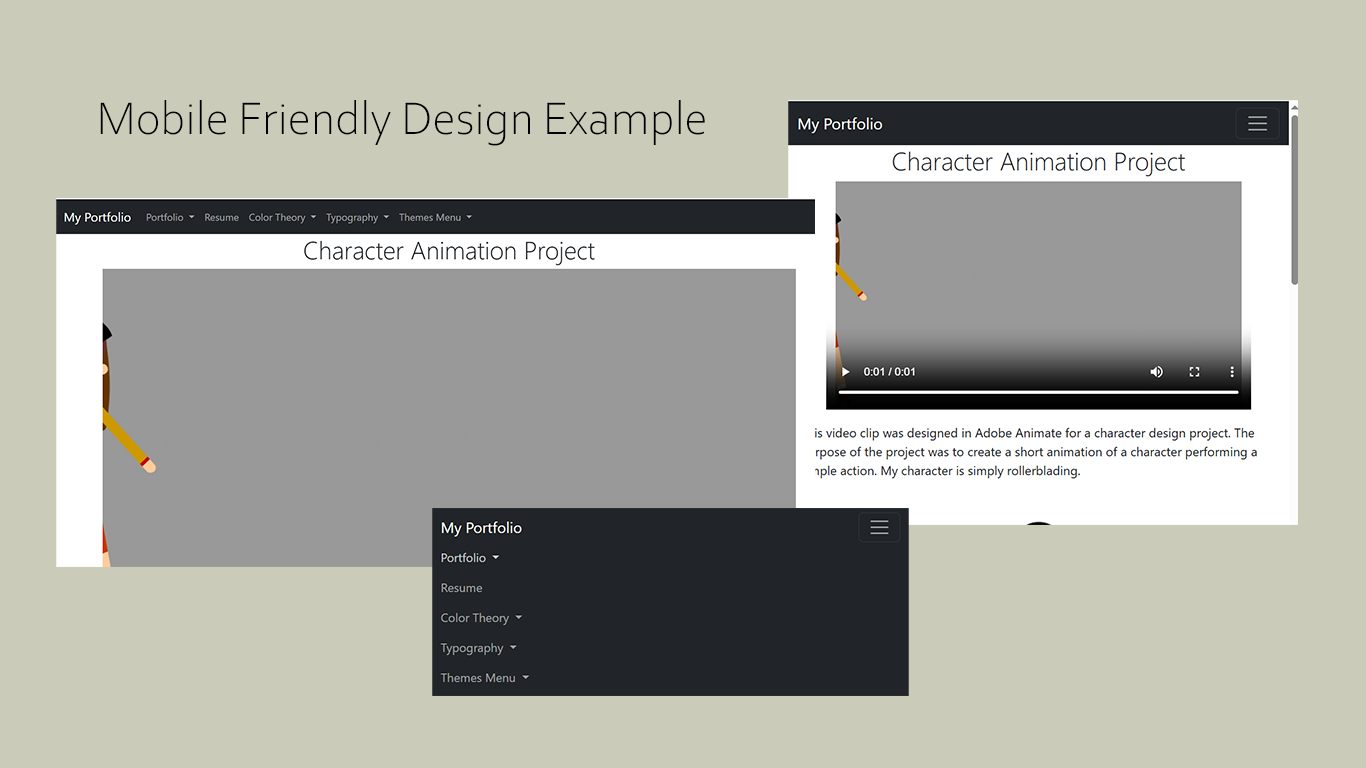 Mobile Friendly Design Example
My Portfolio Portfolio Resume Color Theory Typography Themes Menu
Character Animation Project
My Portfolio
Character Animation Project
0:01 / 0:01
is video clip was designed in Adobe Animate for a character design project. The
rpose of the project was to create a short animation of a character performing a
mple action. My character is simply rollerblading.
My Portfolio
Portfolio
Resume
Color Theory
Typography
Themes Menu